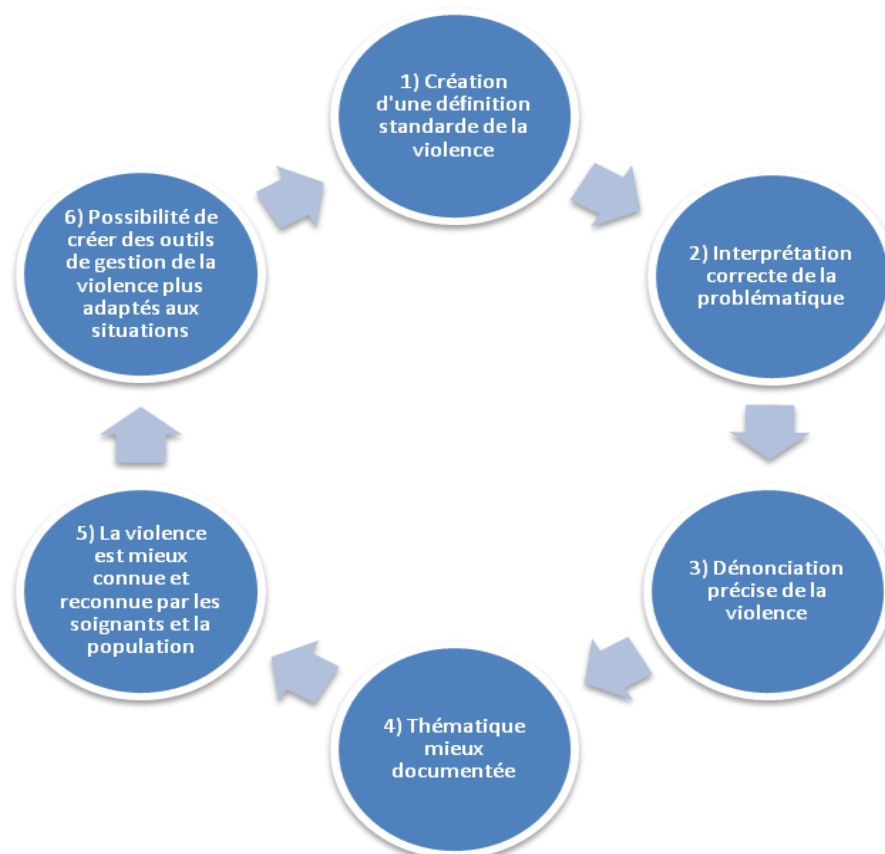 1) Création
d'une définition
standarde de la
violence
2) Interprétation
correcte de la
problématique
3) Dénonciation
précise de la
violence
4) Thématique
mieux
documentée
5) La violence
est mieux
connue et
reconnue par les
soignants et la
population
6) Possibilité de
créer des outils
de gestion de la
violence plus
adaptés aux
situations